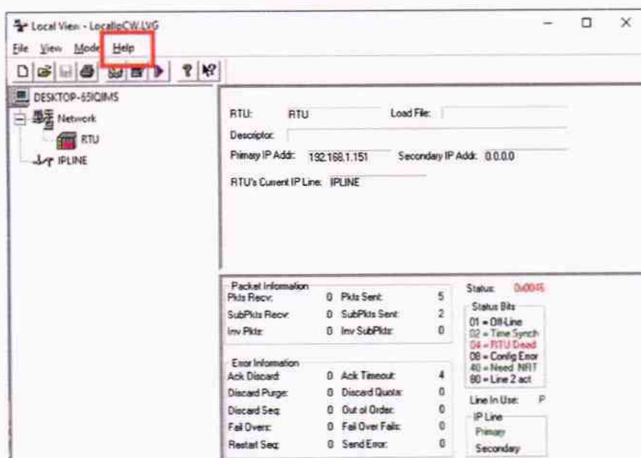 Local View - LocalIpCW.LVG
File View Mode Help
DESKTOP-65IQIMS
Network
RTU
IPLINE
RTU: RTU Load File:
Descriptor:
Primary IP Addr: 192.168.1.151 Secondary IP Addr: 0.0.0.0
RTU's Current IP Line: IPLINE
Packet Information
Pkts Recv: 0 Pkts Sent: 5
SubPkts Recv: 0 SubPkts Sent: 2
Inv Pkts: 0 Inv SubPkts: 0
Error Information
Ack Discard: 0 Ack Timeout: 4
Discard Purge: 0 Discard Quota: 0
Discard Seq: 0 Out of Order: 0
Fail Overs: 0 Fail Over Fails: 0
Restart Seq: 0 Send Error: 0
Status: 0x0046
Status Bits
01 = Off-Line
02 = Time Synch
04 = RTU Dead
08 = Config Error
40 = Need NRT
80 = Line 2 act
Line In Use: P
IP Line
Primary
Secondary